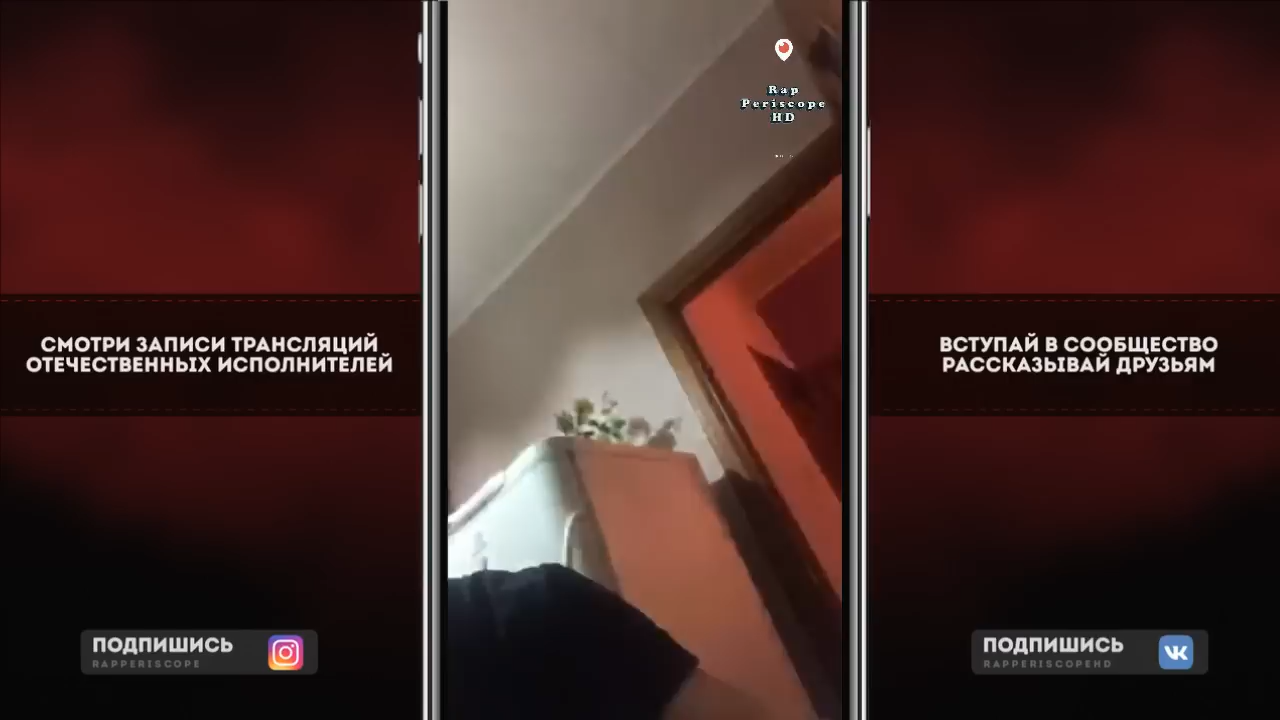 Rap
Periscope
HD
СМОТРИ ЗАПИСИ ТРАНСЛЯЦИЙ
ОТЕЧЕСТВЕННЫХ ИСПОЛНИТЕЛЕЙ
ВСТУПАЙ В СООБЩЕСТВО
РАССКАЗЫВАЙ ДРУЗЬЯМ
ПОДПИШИСЬ
RAPPERISCOPE
ПОДПИШИСЬ
RAPPERISCOPEHD